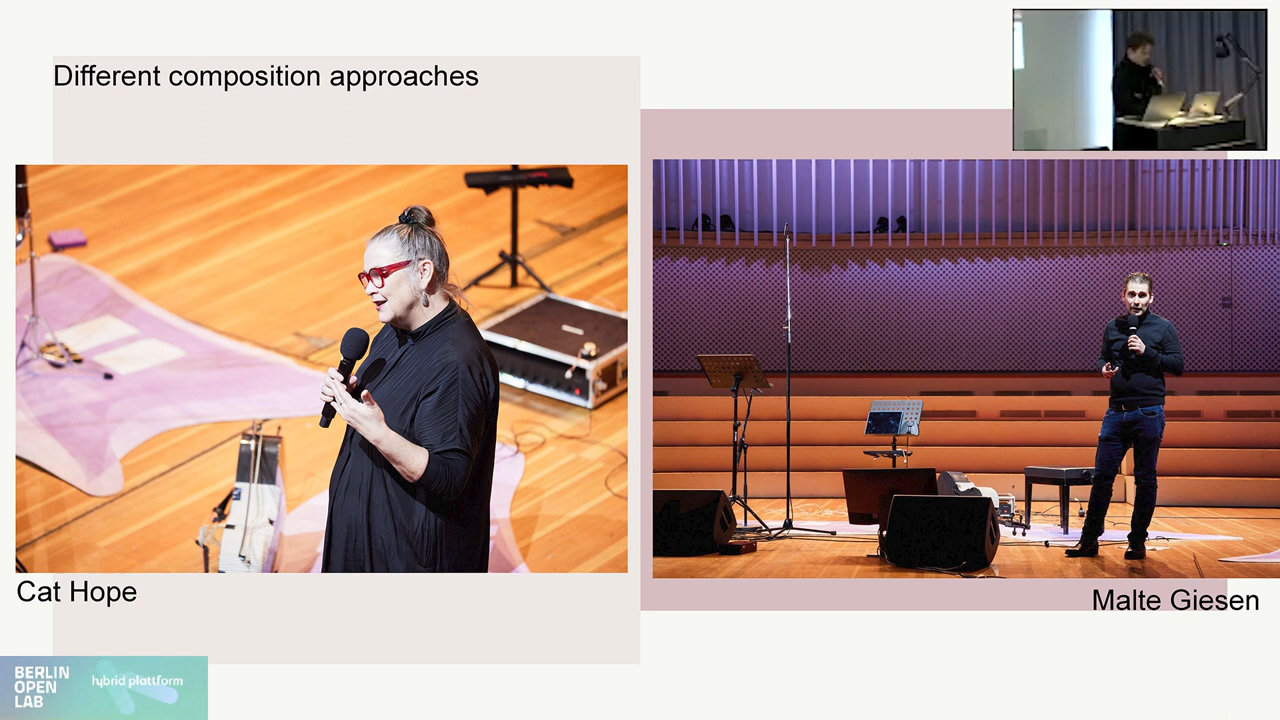 Different composition approaches
Cat Hope
Malte Giesen
BERLIN
OPEN
LAB
hybrid plattform